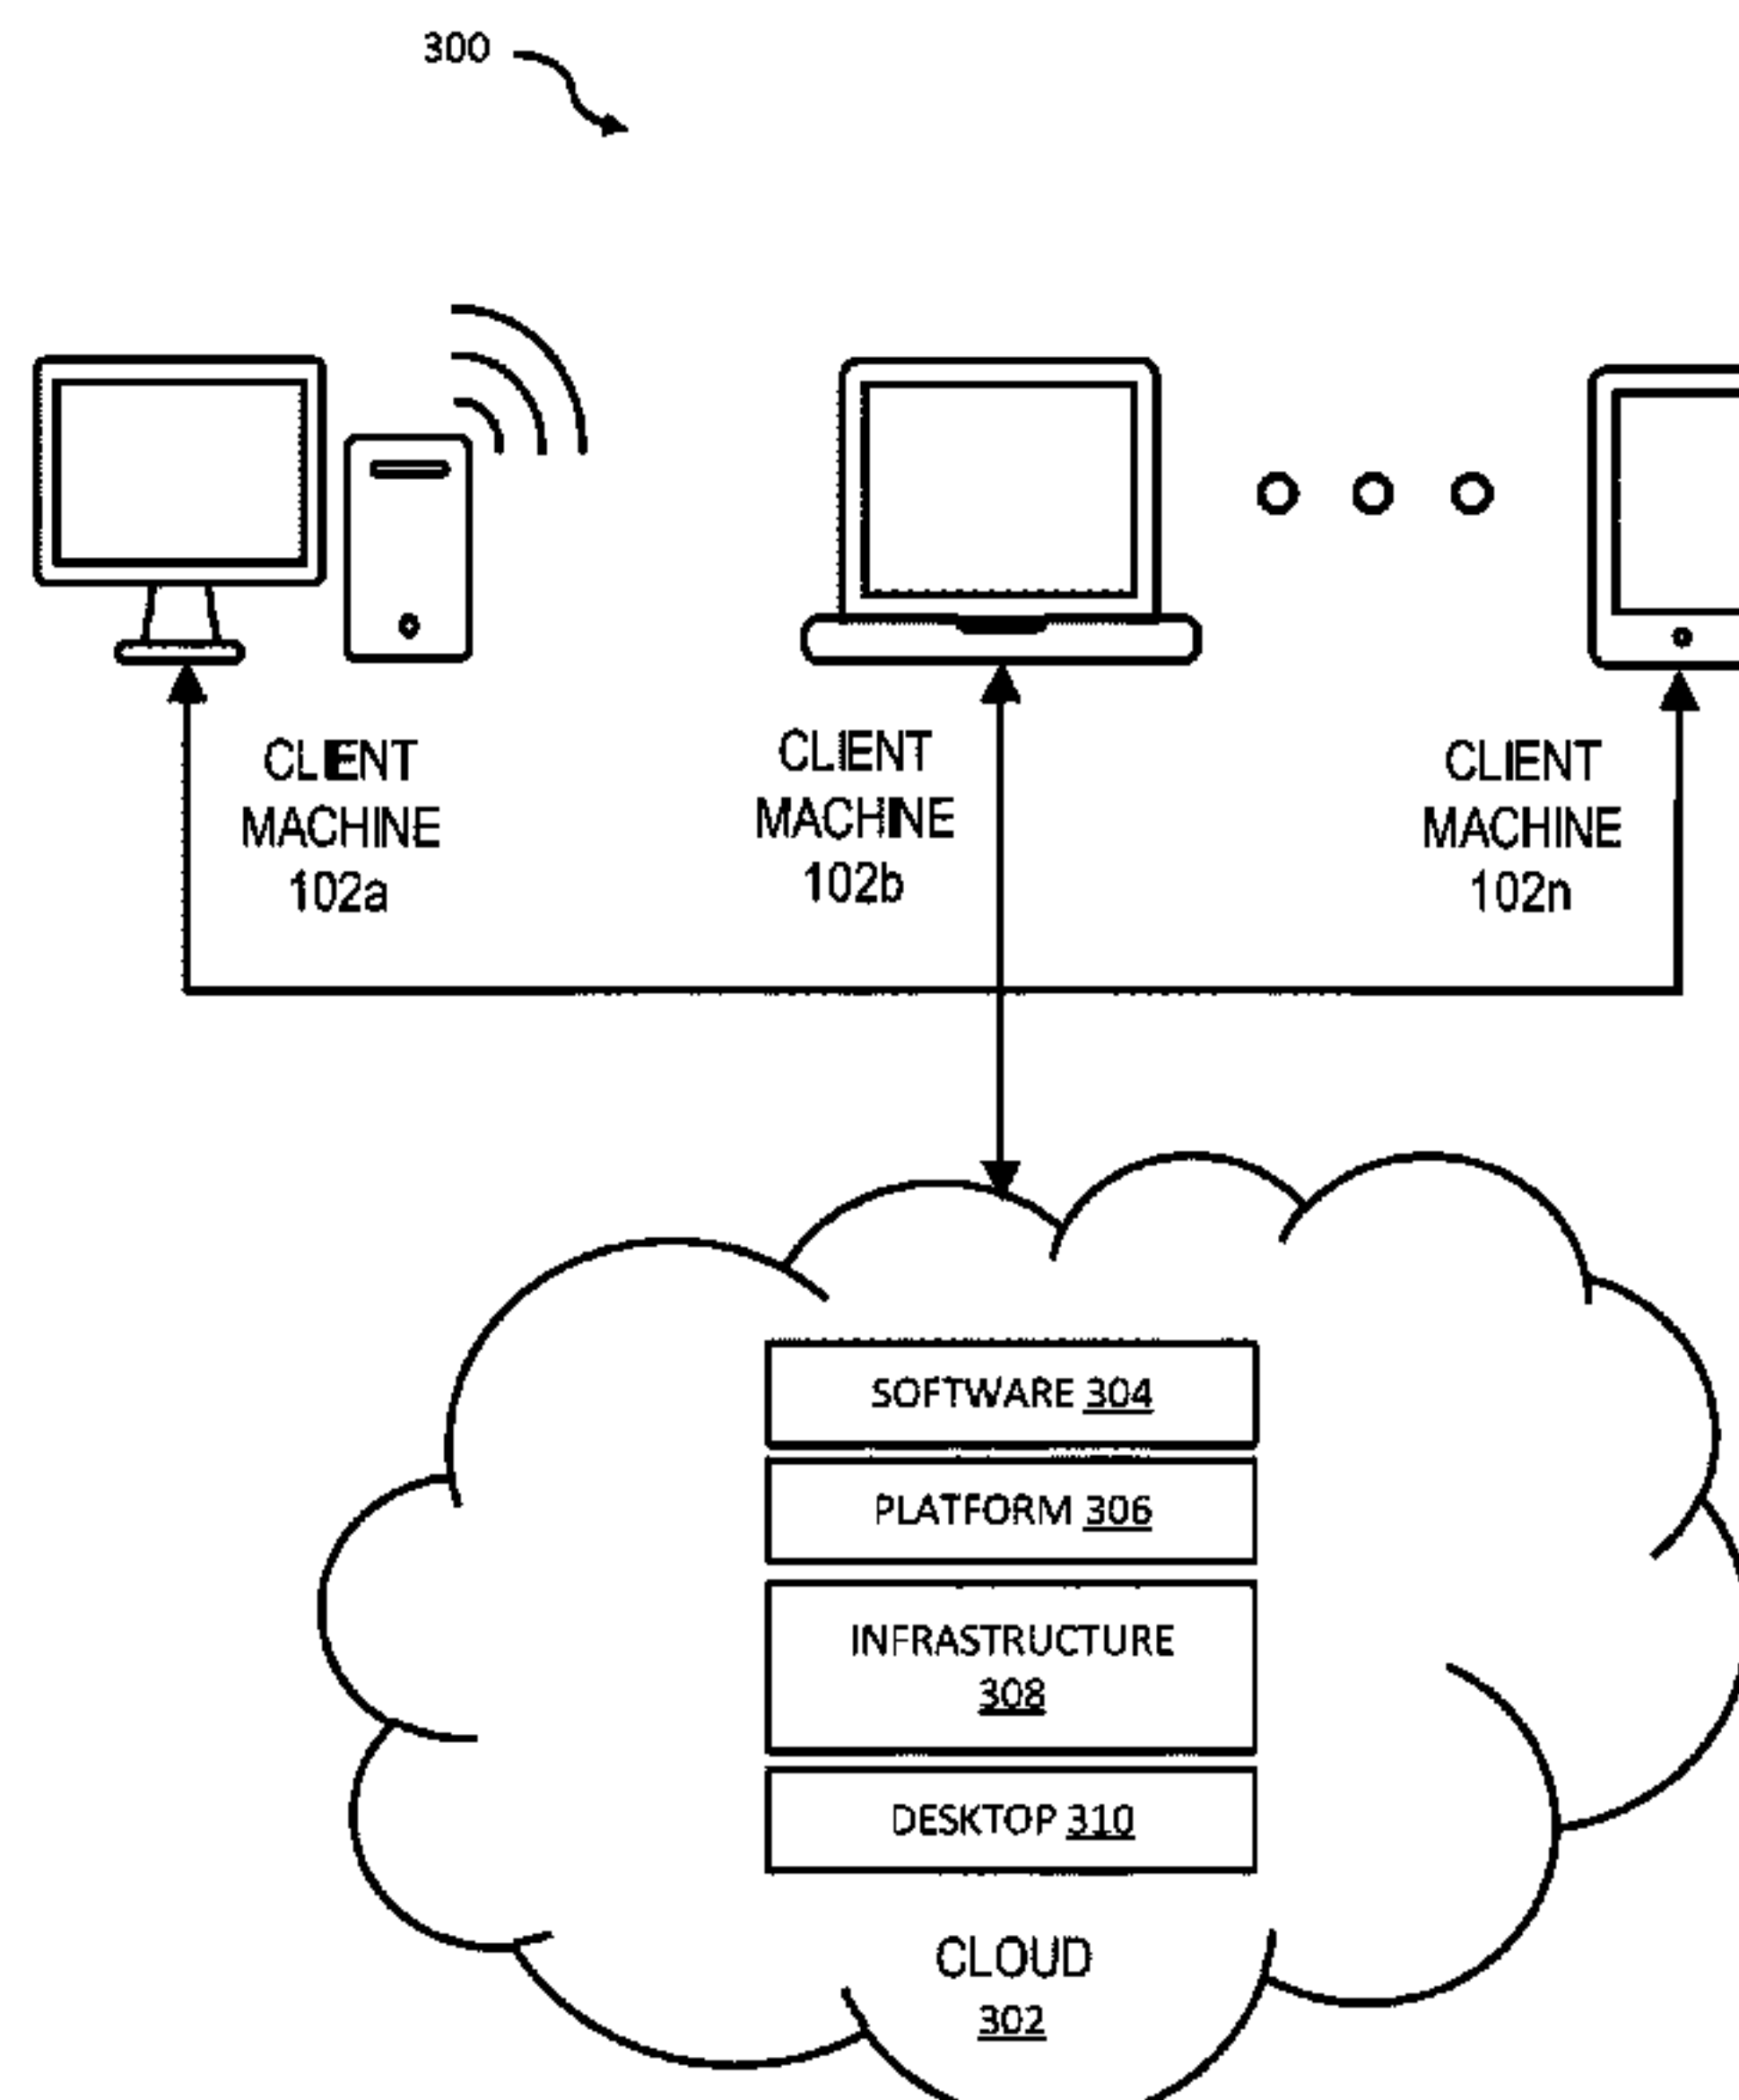 300
CLIENT
MACHINE
102a
CLIENT
MACHINE
102b
CLIENT
MACHINE
102n
SOFTWARE 304
PLATFORM 306
INFRASTRUCTURE
308
DESKTOP 310
CLOUD
302